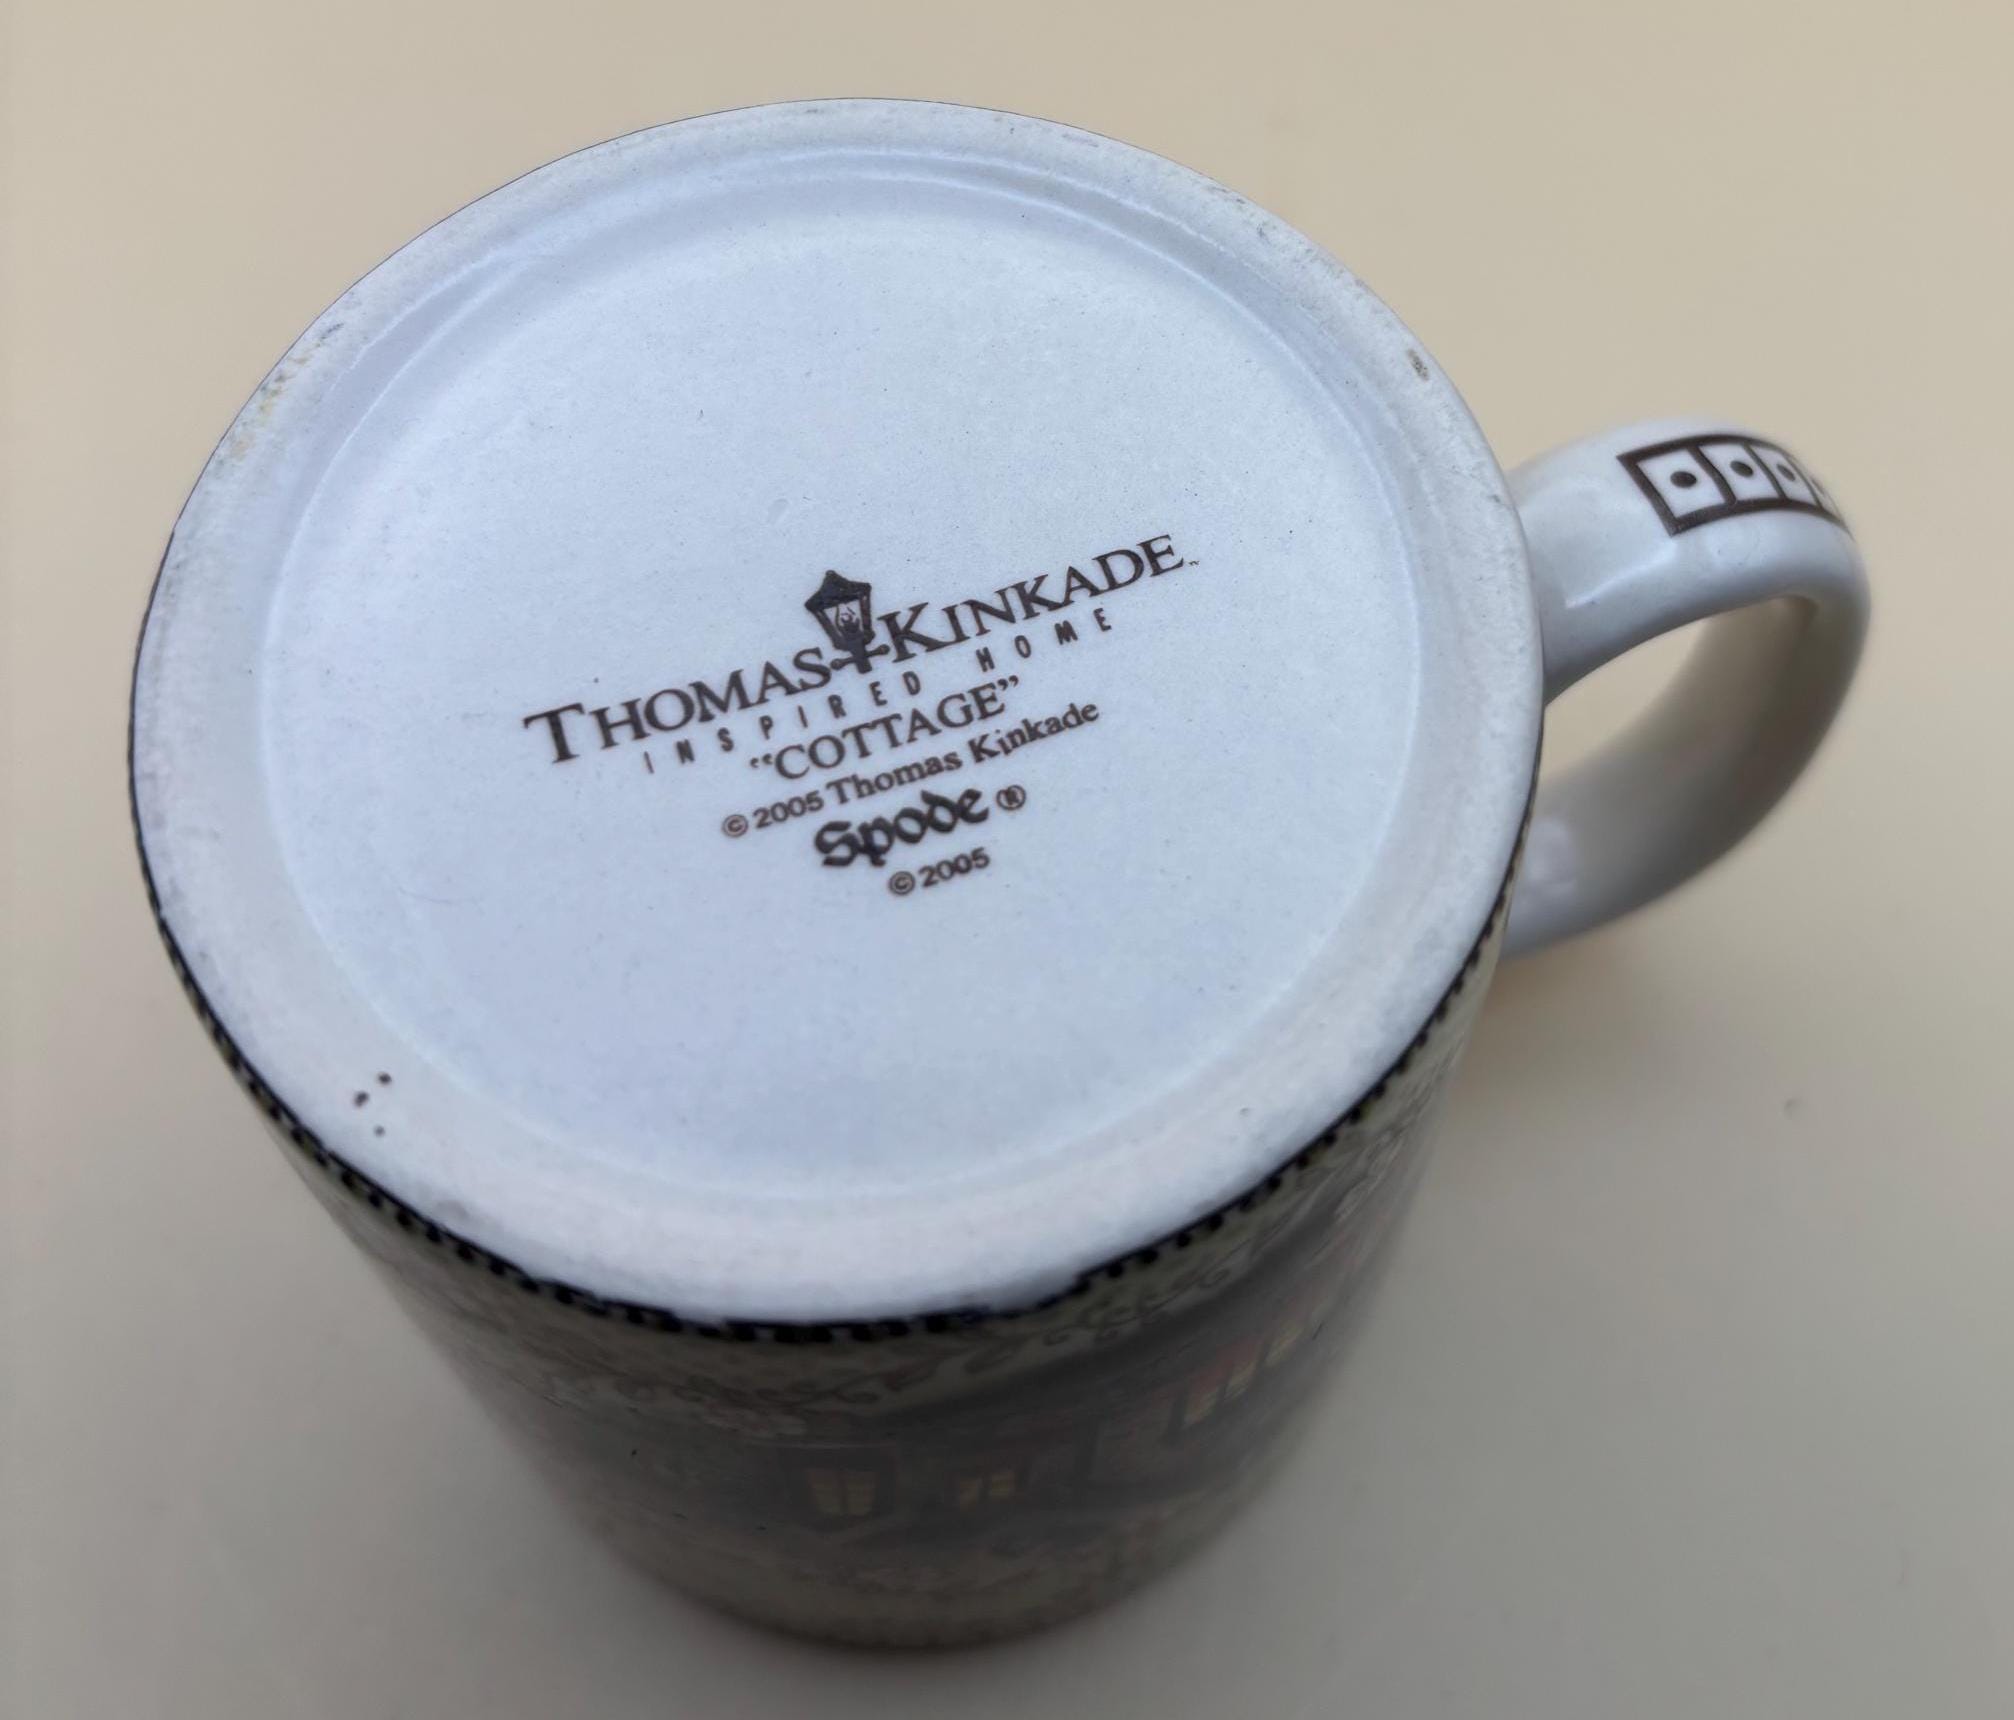 THOMAS KINKADE™
INSPIRED HOME
“COTTAGE”
©2005 Thomas Kinkade
Spode®
©2005